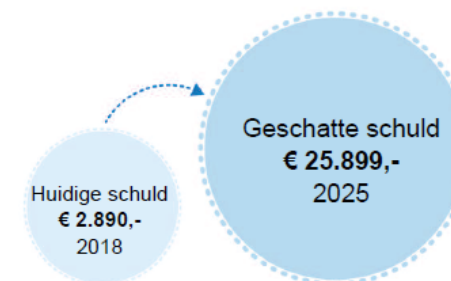 Huidige schuld
€ 2.890,-
2018
Geschatte schuld
€ 25.899,-
2025